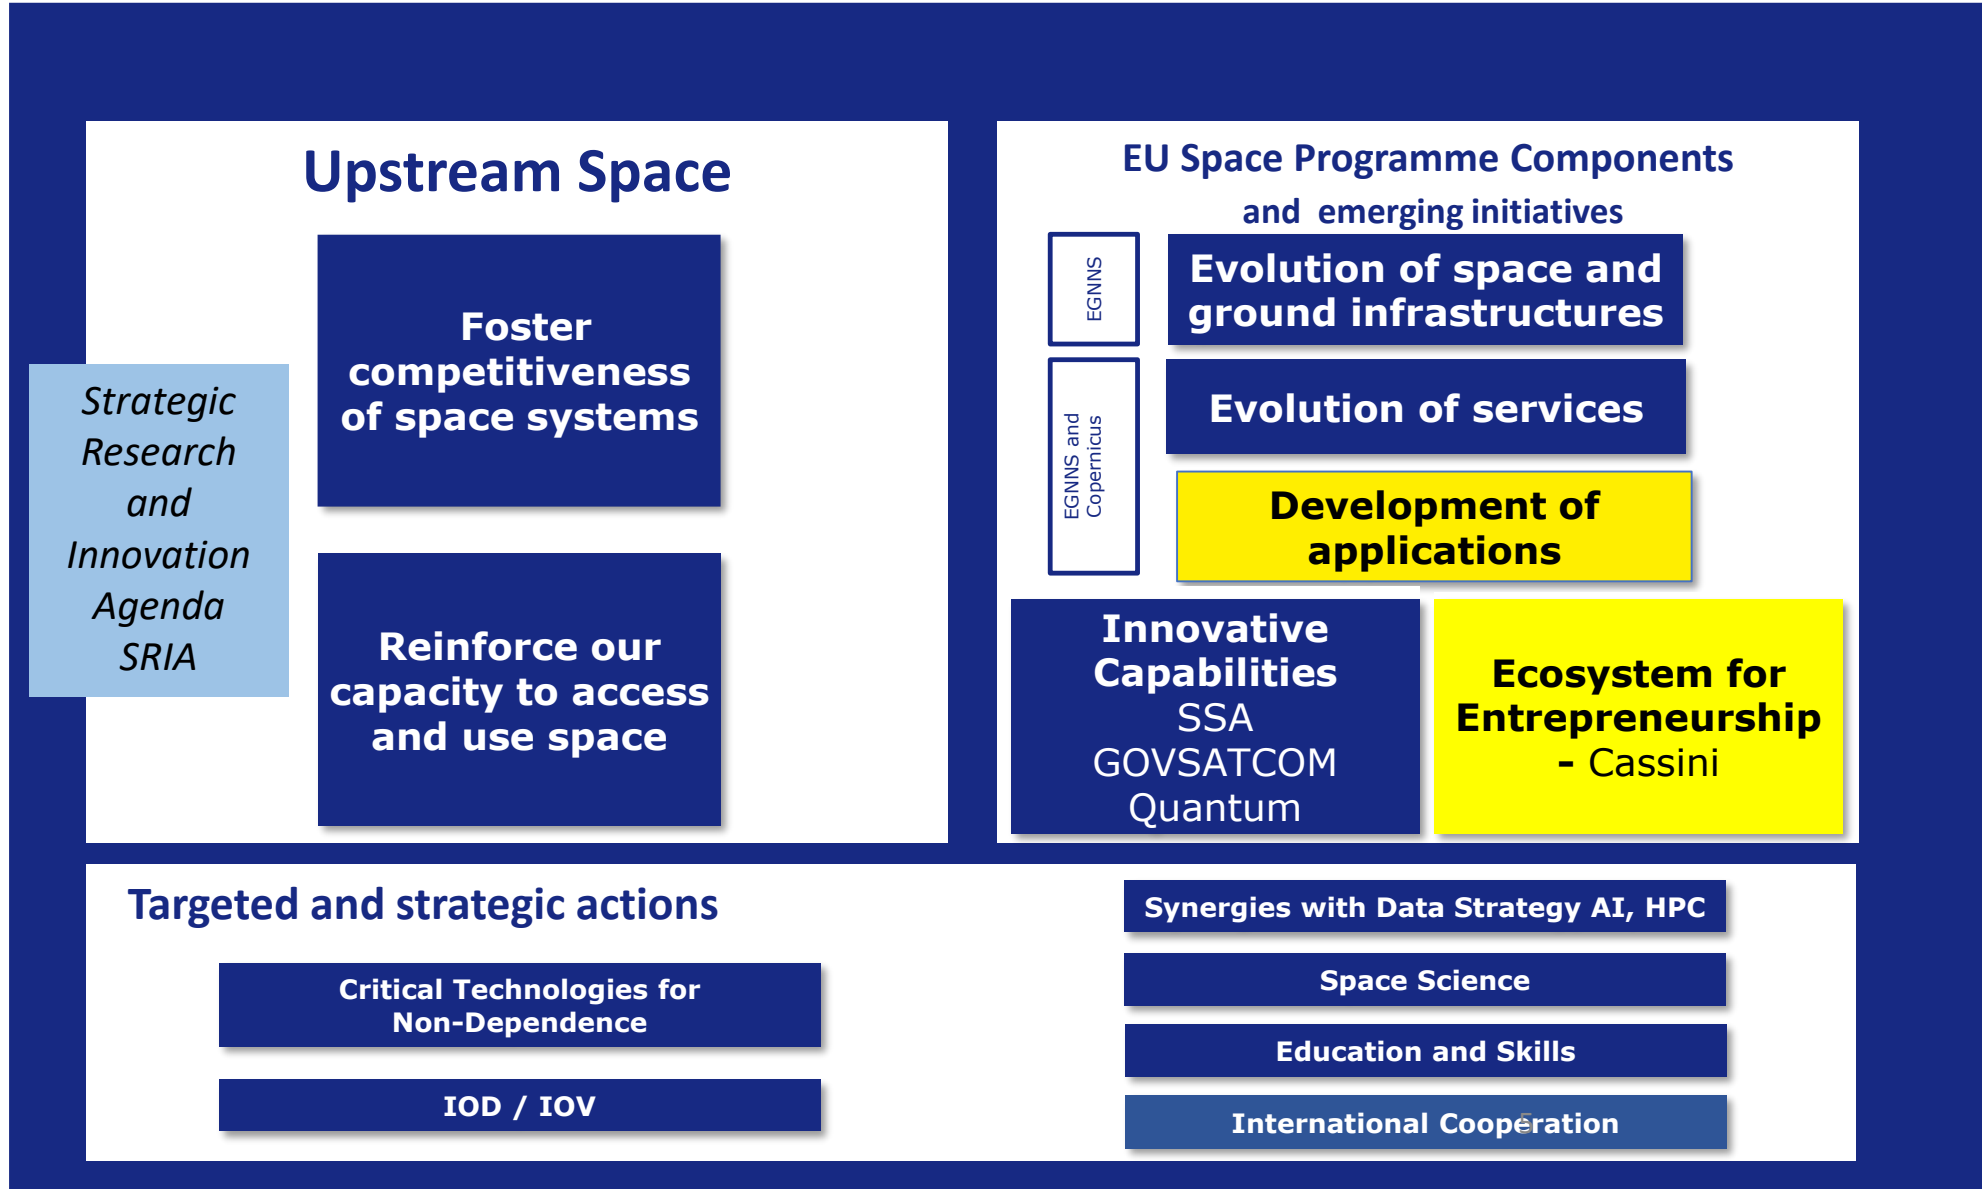 Upstream Space
Foster
competitiveness
of space systems
Reinforce our
capacity to access
and use space
Strategic
Research
and
Innovation
Agenda
SRIA
EU Space Programme Components
and emerging initiatives
EGNNS
Evolution of space and
ground infrastructures
EGNNS and
Copernicus
Evolution of services
Development of
applications
Innovative
Capabilities
SSA
GOVSATCOM
Quantum
Ecosystem for
Entrepreneurship
- Cassini
Targeted and strategic actions
Critical Technologies for
Non-Dependence
IOD / IOV
Synergies with Data Strategy AI, HPC
Space Science
Education and Skills
International Cooperation
5